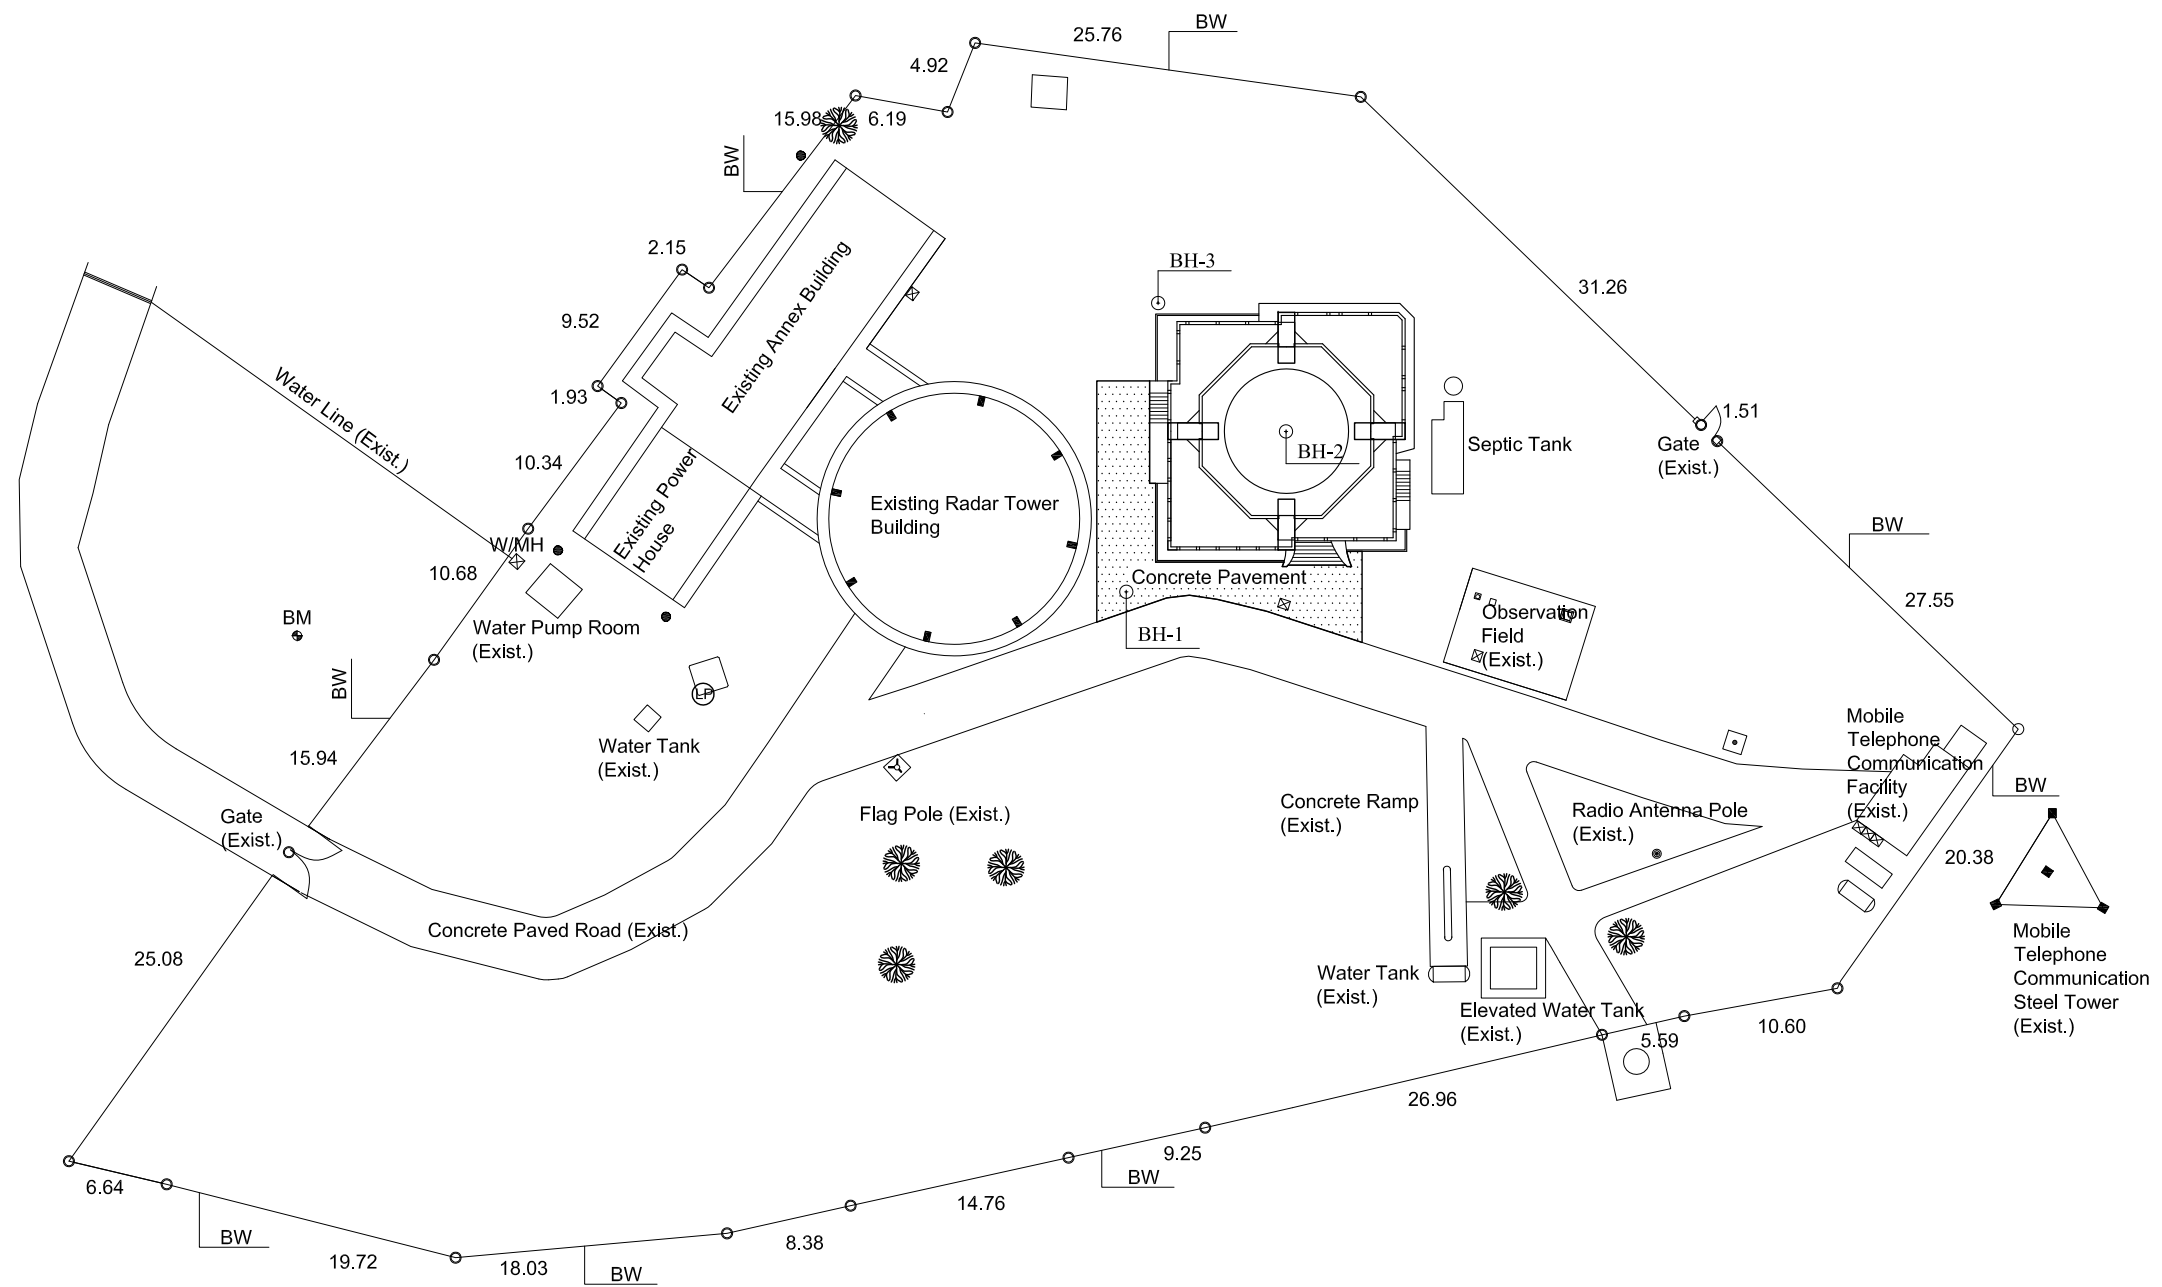 BW
25.76
4.92
15.98
6.19
BW
2.15
BH-3
9.52
31.26
Existing Annex Building
Water Line (Exist.)
1.93
1.51
Gate
(Exist.)
Septic Tank
BH-2
10.34
Existing Power
House
Existing Radar Tower
Building
BW
W/MH
10.68
Concrete Pavement
27.55
BM
Water Pump Room
(Exist.)
BH-1
Observation
Field
(Exist.)
BW
LP
Water Tank
(Exist.)
15.94
Mobile
Telephone
Communication
Facility
(Exist.)
BW
Gate
(Exist.)
Flag Pole (Exist.)
Concrete Ramp
(Exist.)
Radio Antenna Pole
(Exist.)
20.38
Concrete Paved Road (Exist.)
25.08
Water Tank
(Exist.)
Mobile
Telephone
Communication
Steel Tower
(Exist.)
Elevated Water Tank
(Exist.)
5.59
10.60
26.96
9.25
BW
6.64
14.76
BW
8.38
19.72
18.03
BW